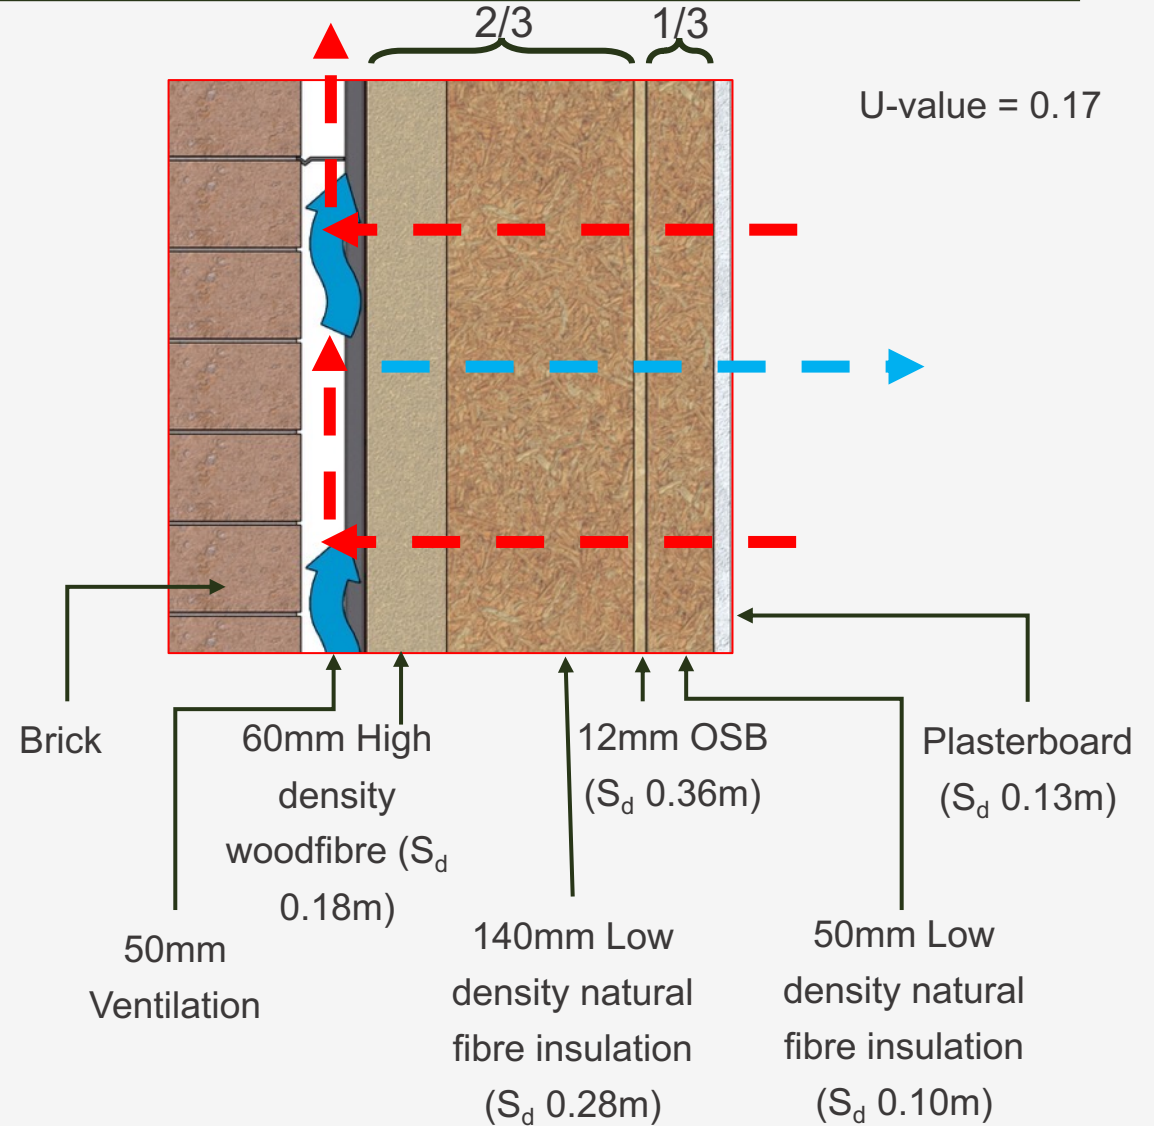 2/3
1/3
U-value = 0.17
Brick
60mm High
density
woodfibre (Sd
0.18m)
12mm OSB
(Sd 0.36m)
Plasterboard
(Sd 0.13m)
50mm
Ventilation
140mm Low
density natural
fibre insulation
(Sd 0.28m)
50mm Low
density natural
fibre insulation
(Sd 0.10m)